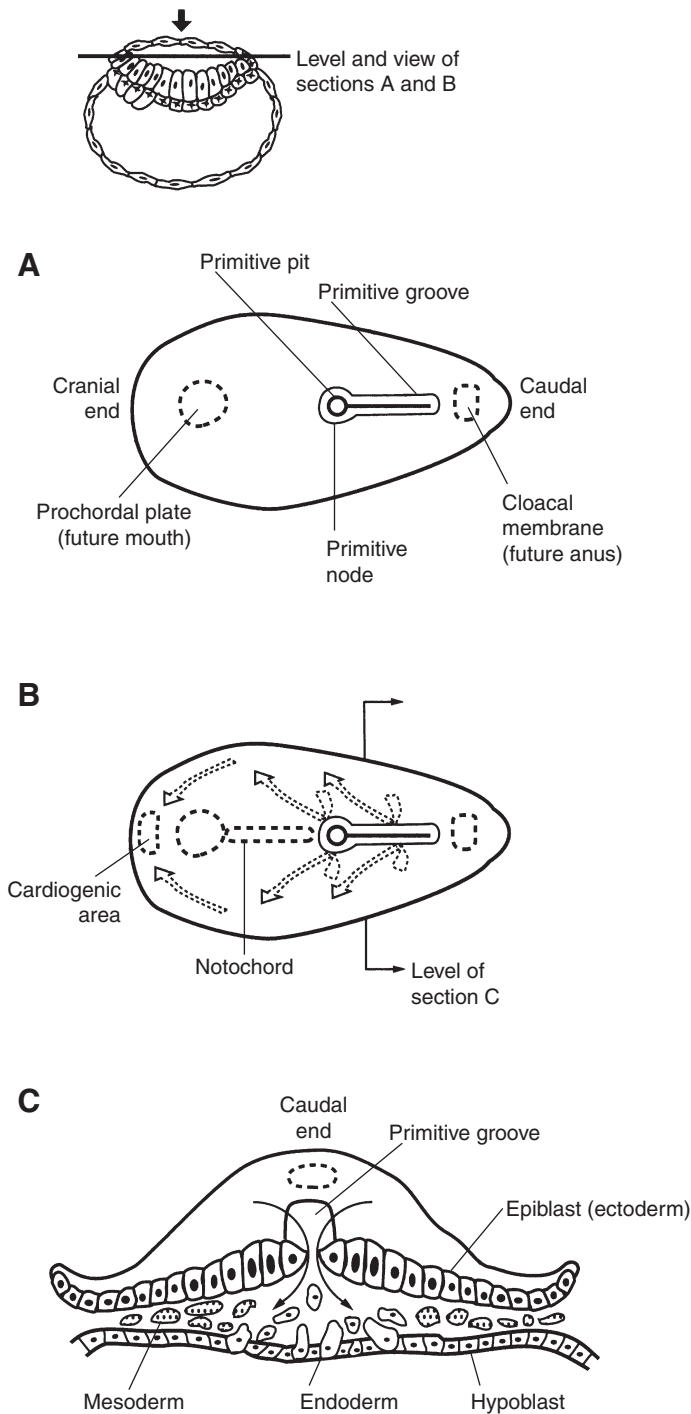 Level and view of
sections A and B
A
Primitive pit
Primitive groove
Cranial
end
Caudal
end
Prochordal plate
(future mouth)
Primitive
node
Cloacal
membrane
(future anus)
B
Cardiogenic
area
Notochord
Level of
section C
C
Caudal
end
Primitive groove
Epiblast (ectoderm)
Mesoderm
Endoderm
Hypoblast